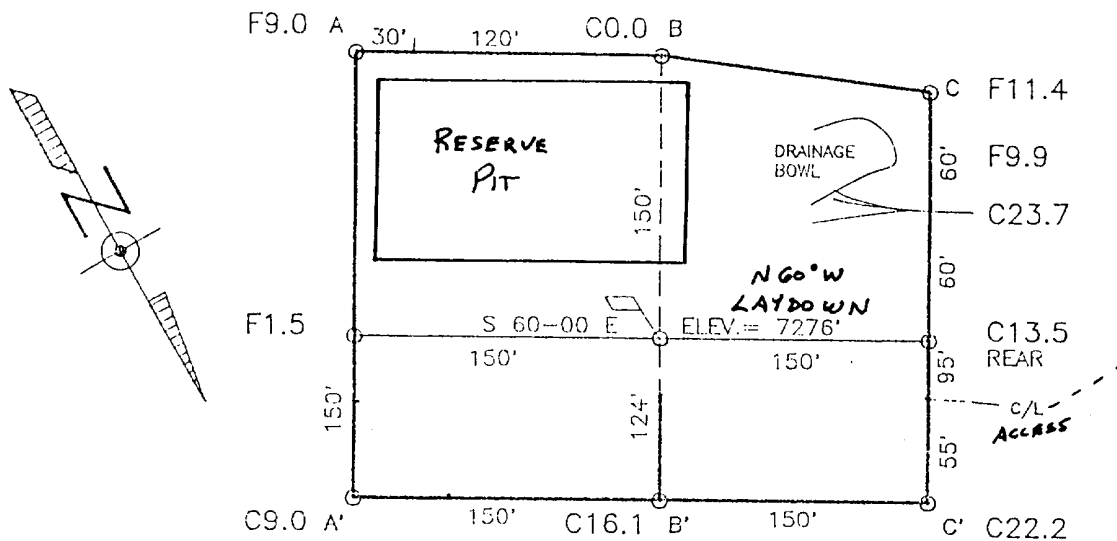 F9.0 A 30' 120' C0.0 B
C F11.4
RESERVE
PIT
DRAINAGE
BOWL
60' F9.9
150'
C23.7
N
60'
N60°W
LAYDOWN
F1.5 S 60-00 E ELEV.= 7276' C13.5
150' 150' REAR
95'
150' 124' C/L
ACCESS
55'
C9.0 A' 150' C16.1 B' 150' C' C22.2